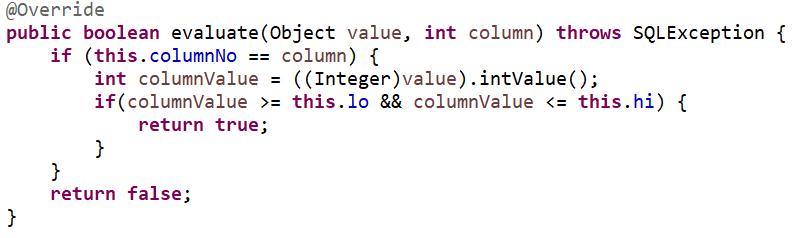 @Override
public boolean evaluate(Object value, int column) throws SQLException {
    if (this.columnNo == column) {
        int columnValue = ((Integer)value).intValue();
        if(columnValue >= this.lo && columnValue <= this.hi) {
            return true;
        }
    }
    return false;
}